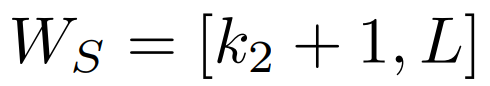 W_S = [k_2 + 1, L]